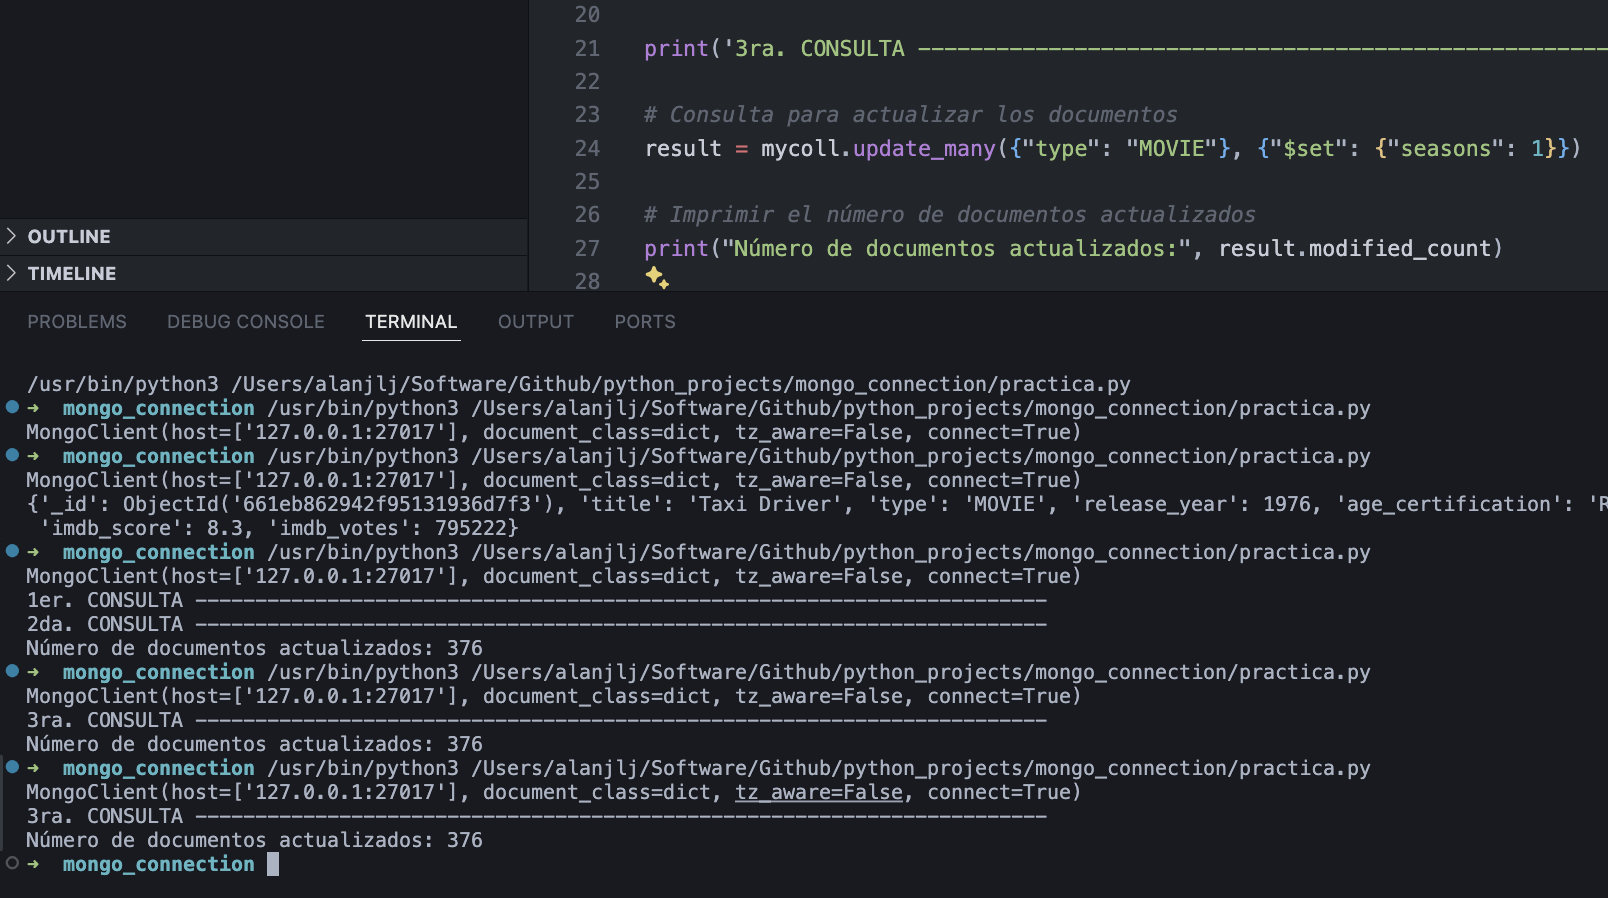 20
21 print('3ra. CONSULTA -----------------------------------------------------
22
23 # Consulta para actualizar los documentos
24 result = mycoll.update_many({"type": "MOVIE"}, {"$set": {"seasons": 1}})
25
26 # Imprimir el número de documentos actualizados
27 print("Número de documentos actualizados:", result.modified_count)
28
OUTLINE
TIMELINE
PROBLEMS DEBUG CONSOLE TERMINAL OUTPUT PORTS
/usr/bin/python3 /Users/alanjlj/Software/Github/python_projects/mongo_connection/practica.py
➜ mongo_connection /usr/bin/python3 /Users/alanjlj/Software/Github/python_projects/mongo_connection/practica.py
MongoClient(host=['127.0.0.1:27017'], document_class=dict, tz_aware=False, connect=True)
➜ mongo_connection /usr/bin/python3 /Users/alanjlj/Software/Github/python_projects/mongo_connection/practica.py
MongoClient(host=['127.0.0.1:27017'], document_class=dict, tz_aware=False, connect=True)
{'_id': ObjectId('661eb862942f95131936d7f3'), 'title': 'Taxi Driver', 'type': 'MOVIE', 'release_year': 1976, 'age_certification': 'R
'imdb_score': 8.3, 'imdb_votes': 795222}
➜ mongo_connection /usr/bin/python3 /Users/alanjlj/Software/Github/python_projects/mongo_connection/practica.py
MongoClient(host=['127.0.0.1:27017'], document_class=dict, tz_aware=False, connect=True)
1er. CONSULTA -----------------------------------------------------------------------
2da. CONSULTA -----------------------------------------------------------------------
Número de documentos actualizados: 376
➜ mongo_connection /usr/bin/python3 /Users/alanjlj/Software/Github/python_projects/mongo_connection/practica.py
MongoClient(host=['127.0.0.1:27017'], document_class=dict, tz_aware=False, connect=True)
3ra. CONSULTA -----------------------------------------------------------------------
Número de documentos actualizados: 376
➜ mongo_connection /usr/bin/python3 /Users/alanjlj/Software/Github/python_projects/mongo_connection/practica.py
MongoClient(host=['127.0.0.1:27017'], document_class=dict, tz_aware=False, connect=True)
3ra. CONSULTA -----------------------------------------------------------------------
Número de documentos actualizados: 376
➜ mongo_connection